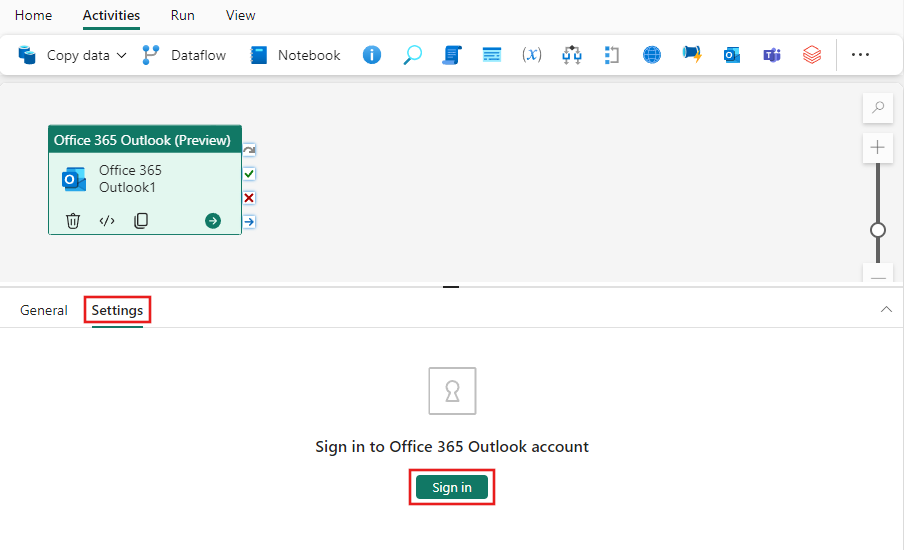 Home Activities Run View
Copy data Dataflow Notebook (x) ...
Office 365 Outlook (Preview)
Office 365
Outlook1
</>
General Settings
Sign in to Office 365 Outlook account
Sign in